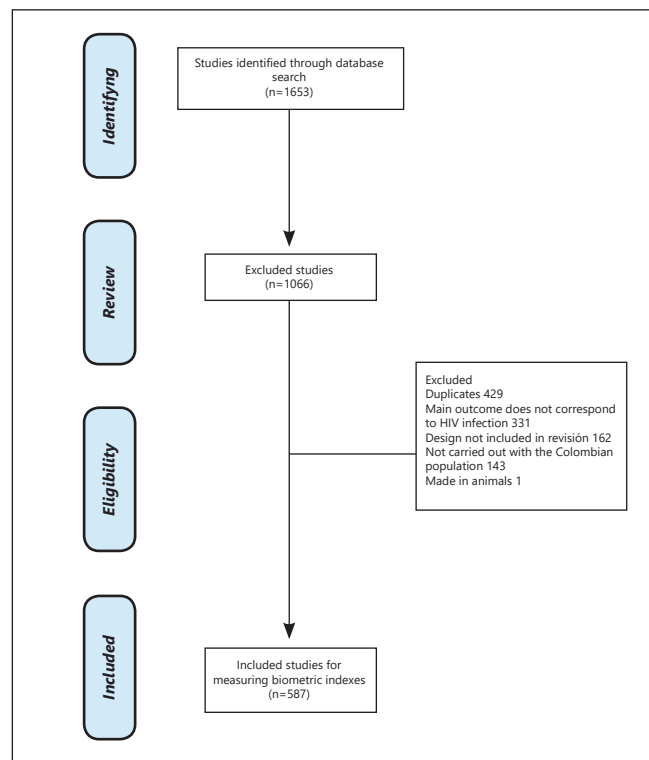 Identifyng
Studies identified through database
search
(n=1653)
Review
Excluded studies
(n=1066)
Eligibility
Excluded
Duplicates 429
Main outcome does not correspond
to HIV infection 331
Design not included in revisión 162
Not carried out with the Colombian
population 143
Made in animals 1
Included
Included studies for
measuring biometric indexes
(n=587)